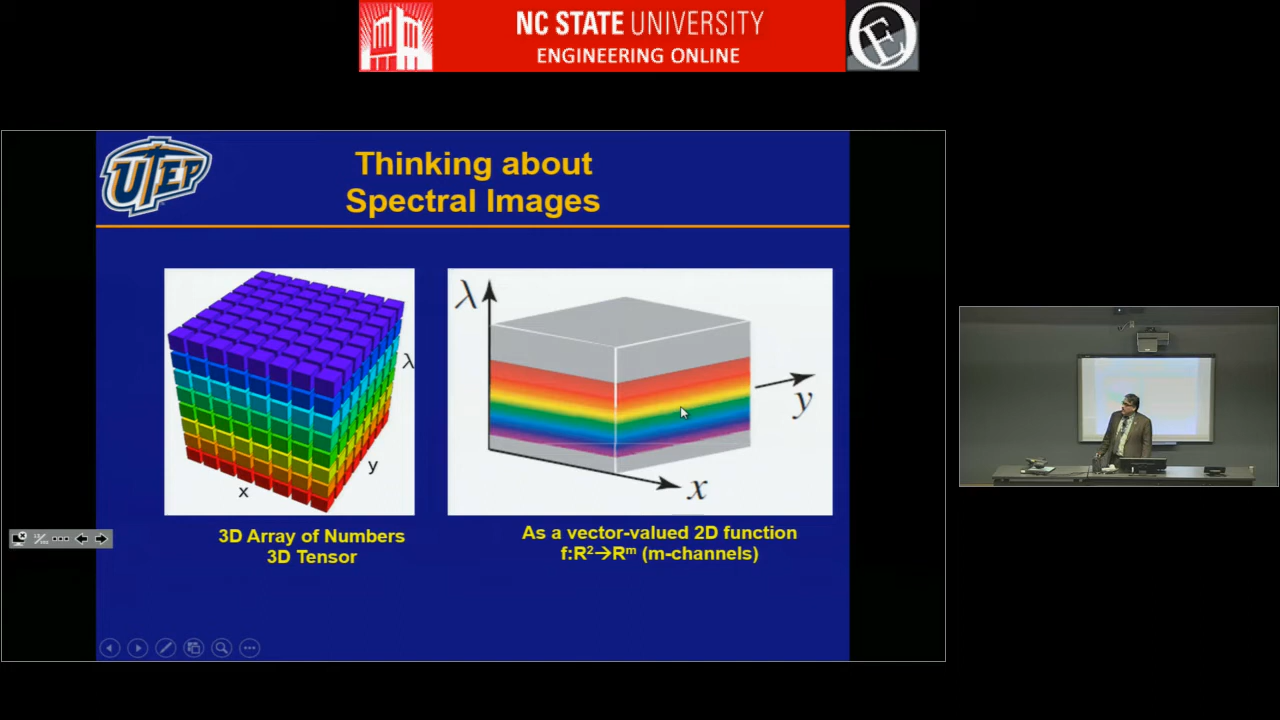 NC STATE UNIVERSITY
ENGINEERING ONLINE
E
UTEP
Thinking about
Spectral Images
λ
x
y
λ
x
y
3D Array of Numbers
3D Tensor
As a vector-valued 2D function
f:R²→Rᵐ (m-channels)